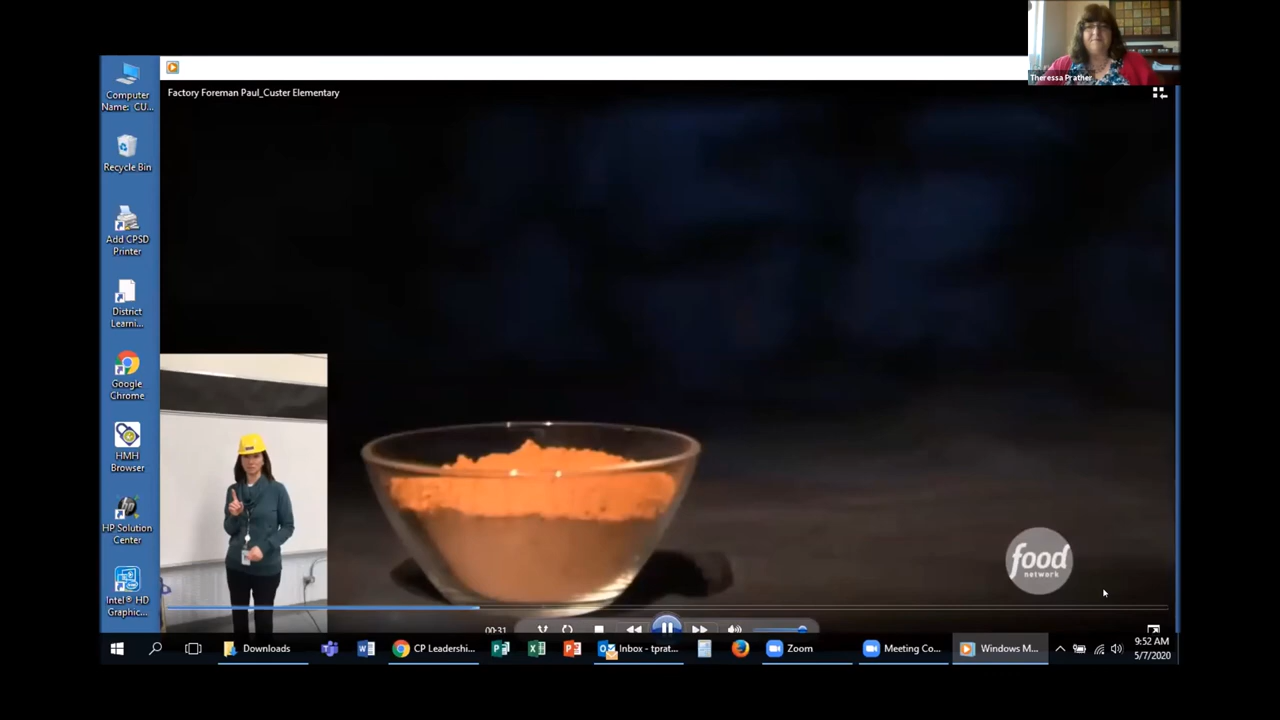 Theressa Prather
Factory Foreman Paul_Custer Elementary
Computer
Name: CU...
Recycle Bin
Add CPSD
Printer
District
Learni...
Google
Chrome
HMH
Browser
HP Solution
Center
Intel® HD
Graphic...
food
network
00:31
Downloads
CP Leadershi...
Inbox - tprat...
Zoom
Meeting Co...
Windows M...
9:52 AM
5/7/2020